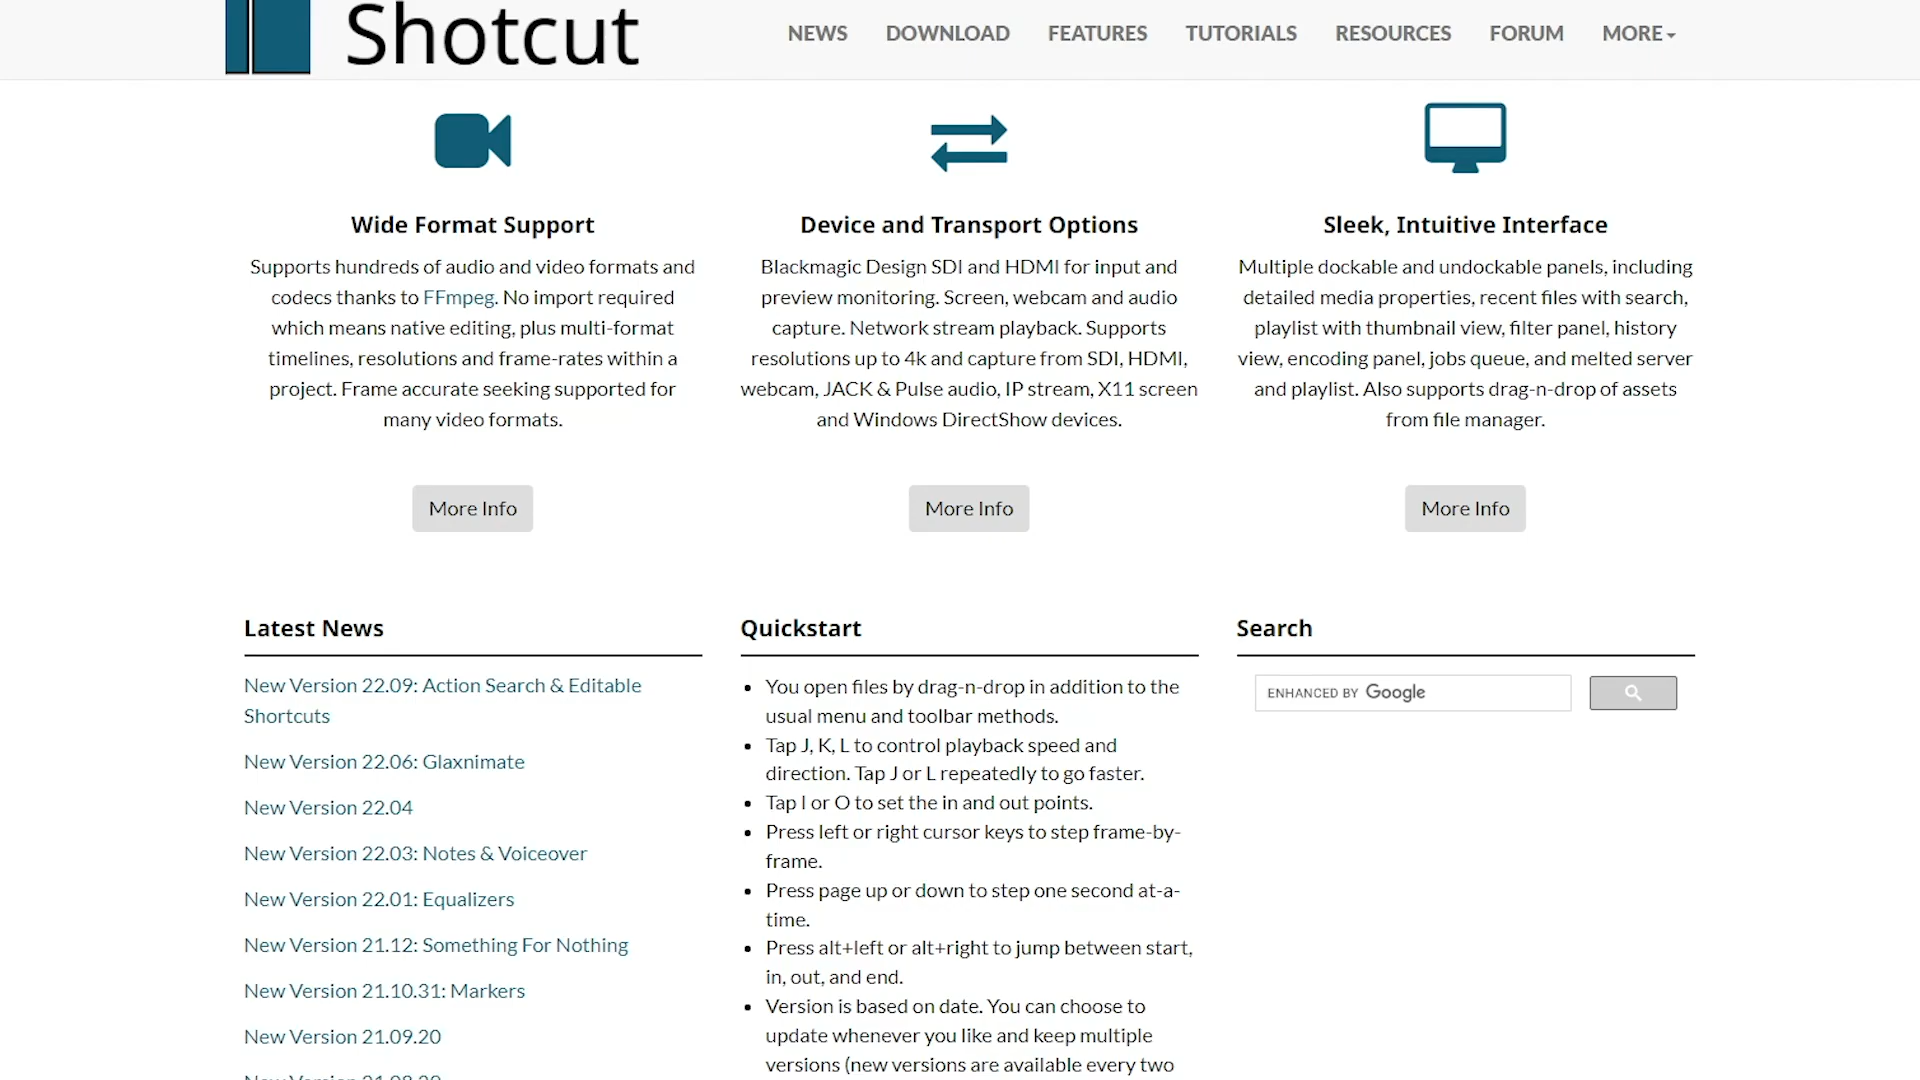 Shotcut
NEWS
DOWNLOAD
FEATURES
TUTORIALS
RESOURCES
FORUM
MORE
Wide Format Support
Supports hundreds of audio and video formats and
codecs thanks to FFmpeg. No import required
which means native editing, plus multi-format
timelines, resolutions and frame-rates within a
project. Frame accurate seeking supported for
many video formats.
More Info
Device and Transport Options
Blackmagic Design SDI and HDMI for input and
preview monitoring. Screen, webcam and audio
capture. Network stream playback. Supports
resolutions up to 4k and capture from SDI, HDMI,
webcam, JACK & Pulse audio, IP stream, X11 screen
and Windows DirectShow devices.
More Info
Sleek, Intuitive Interface
Multiple dockable and undockable panels, including
detailed media properties, recent files with search,
playlist with thumbnail view, filter panel, history
view, encoding panel, jobs queue, and melted server
and playlist. Also supports drag-n-drop of assets
from file manager.
More Info
Latest News
New Version 22.09: Action Search & Editable
Shortcuts
New Version 22.06: Glaxnimate
New Version 22.04
New Version 22.03: Notes & Voiceover
New Version 22.01: Equalizers
New Version 21.12: Something For Nothing
New Version 21.10.31: Markers
New Version 21.09.20
Quickstart
You open files by drag-n-drop in addition to the
usual menu and toolbar methods.
Tap J, K, L to control playback speed and
direction. Tap J or L repeatedly to go faster.
Tap I or O to set the in and out points.
Press left or right cursor keys to step frame-by-
frame.
Press page up or down to step one second at-a-
time.
Press alt+left or alt+right to jump between start,
in, out, and end.
Version is based on date. You can choose to
update whenever you like and keep multiple
versions (new versions are available every two
Search
ENHANCED BY Google